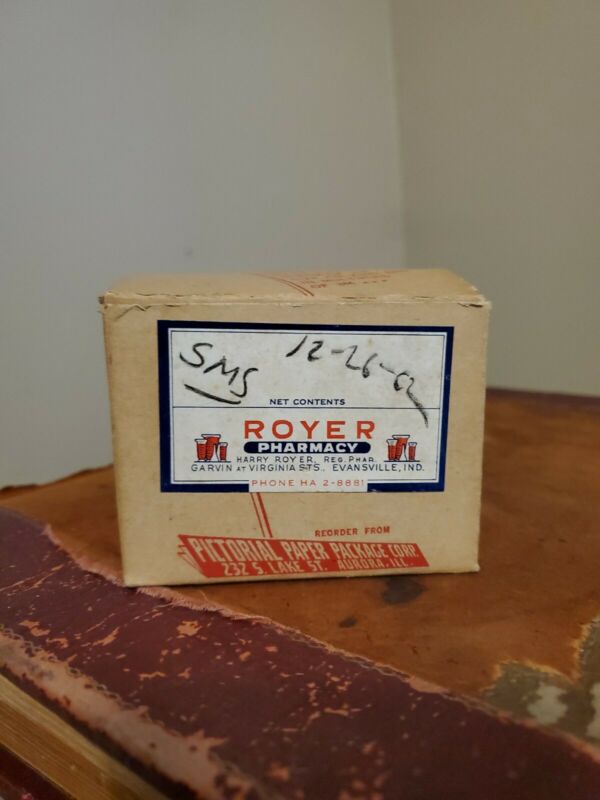 SMS 12-26-62
NET CONTENTS
ROYER
PHARMACY
HARRY ROYER, REG. PHAR.
GARVIN AT VIRGINIA STS., EVANSVILLE, IND.
PHONE HA 2-8881
REORDER FROM
PICTORIAL PAPER PACKAGE CORP.
232 S. LAKE ST. AURORA, ILL.